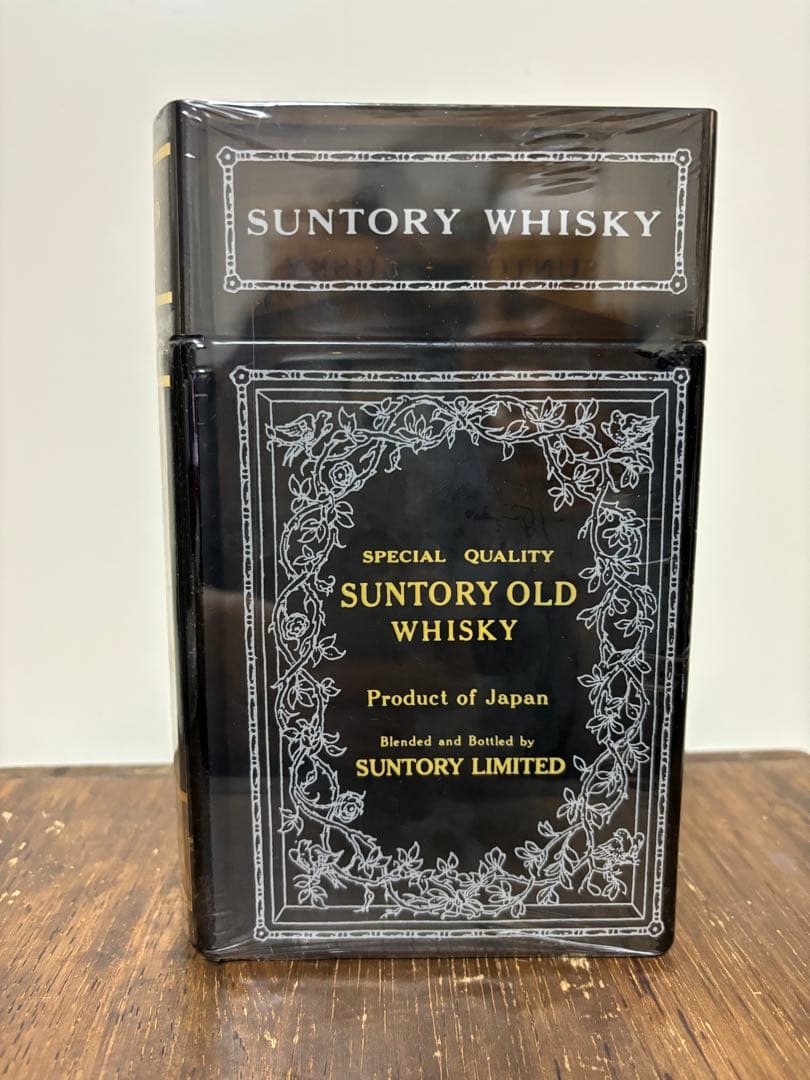 SUNTORY WHISKY
SPECIAL QUALITY
SUNTORY OLD
WHISKY
Product of Japan
Blended and Bottled by
SUNTORY LIMITED